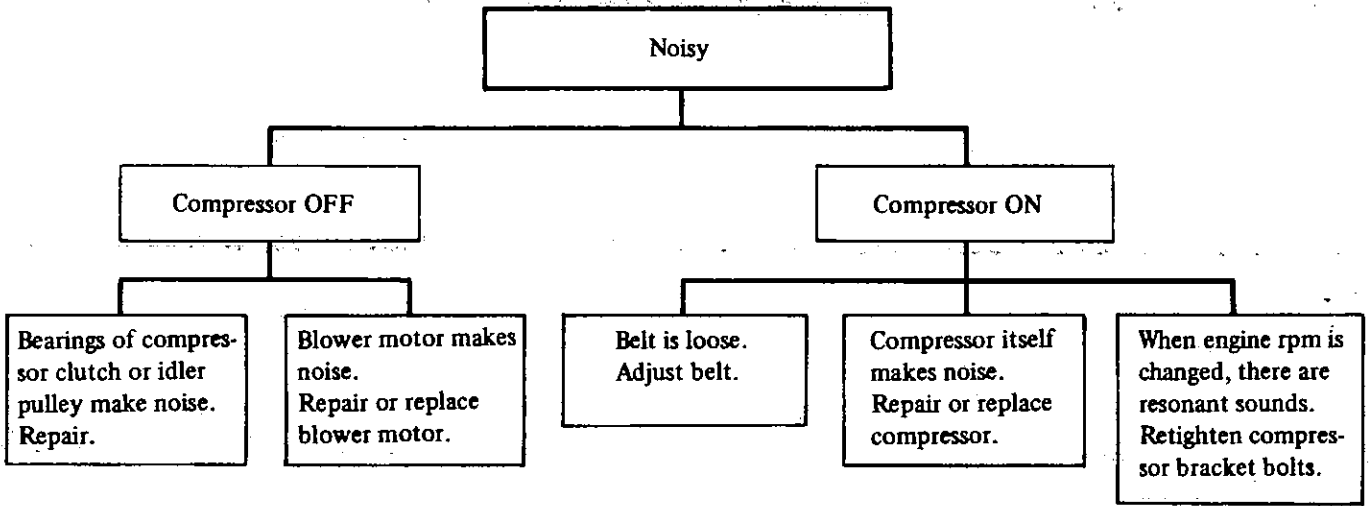 Noisy
Compressor OFF
Compressor ON
Bearings of compres-
sor clutch or idler
pulley make noise.
Repair.
Blower motor makes
noise.
Repair or replace
blower motor.
Belt is loose.
Adjust belt.
Compressor itself
makes noise.
Repair or replace
compressor.
When engine rpm is
changed, there are
resonant sounds.
Retighten compres-
sor bracket bolts.